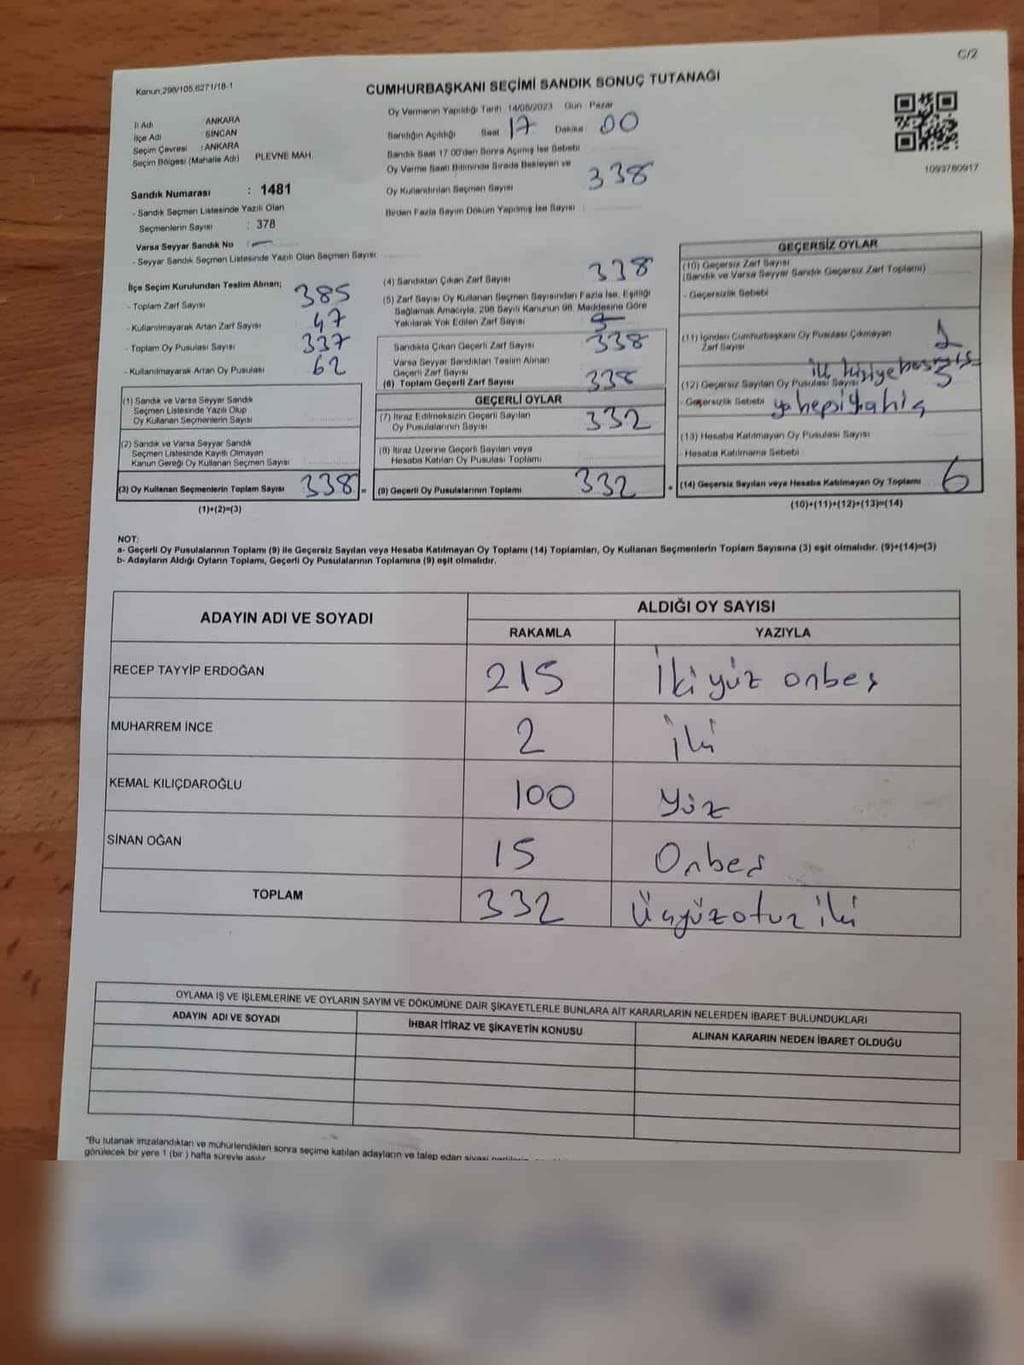 C/2
Kanun,298/105,6271/18-1
CUMHURBAŞKANI SEÇİMİ SANDIK SONUÇ TUTANAĞI
İl Adı ANKARA
İlçe Adı SİNCAN
Seçim Çevresi : ANKARA
Seçim Bölgesi (Mahalle Adı) PLEVNE MAH.
Sandık Numarası : 1481
- Sandık Seçmen Listesinde Yazılı Olan
Seçmenlerin Sayısı : 378
Varsa Seyyar Sandık No :
- Seyyar Sandık Seçmen Listesinde Yazılı Olan Seçmen Sayısı
Oy Vermenin Yapıldığı Tarih 14/05/2023 Gün Pazar
Sandığın Açıldığı Saat 17 Dakika 00
Sandık Saat 17 00'den Sonra Açılmış İse Sebebi
Oy Verme Saati Bitiminde Sırada Bekleyen ve
Oy Kullandırılan Seçmen Sayısı 338
Birden Fazla Sayım Döküm Yapılmış İse Sayısı
1093780917
İlçe Seçim Kurulundan Teslim Alınan;
- Toplam Zarf Sayısı 385
- Kullanılmayarak Artan Zarf Sayısı 47
- Toplam Oy Pusulası Sayısı 337
- Kullanılmayarak Artan Oy Pusulası 62
(1) Sandık ve Varsa Seyyar Sandık
Seçmen Listesinde Yazılı Olup
Oy Kullanan Seçmenlerin Sayısı
(2) Sandık ve Varsa Seyyar Sandık
Seçmen Listesinde Kayıtlı Olmayan
Kanun Gereği Oy Kullanan Seçmen Sayısı
(3) Oy Kullanan Seçmenlerin Toplam Sayısı 338
(1)+(2)=(3)
(4) Sandıktan Çıkan Zarf Sayısı 338
(5) Zarf Sayısı Oy Kullanan Seçmen Sayısından Fazla İse, Eşitliği
Sağlamak Amacıyla, 298 Sayılı Kanunun 98. Maddesine Göre
Yakılarak Yok Edilen Zarf Sayısı
Sandıkta Çıkan Geçerli Zarf Sayısı 338
Varsa Seyyar Sandıktan Teslim Alınan
Geçerli Zarf Sayısı
(6) Toplam Geçerli Zarf Sayısı 338
GEÇERLİ OYLAR
(7) İtiraz Edilmeksizin Geçerli Sayılan
Oy Pusulalarının Sayısı 332
(8) İtiraz Üzerine Geçerli Sayılan veya
Hesaba Katılan Oy Pusulası Toplamı
(9) Geçerli Oy Pusulalarının Toplamı 332
GEÇERSİZ OYLAR
(10) Geçersiz Zarf Sayısı
(Sandık ve Varsa Seyyar Sandık Geçersiz Zarf Toplamı)
- Geçersizlik Sebebi
(11) İçinden Cumhurbaşkanı Oy Pusulası Çıkmayan
Zarf Sayısı 1
(12) Geçersiz Sayılan Oy Pusulası Sayısı
- Geçersizlik Sebebi ya hepsi ya hiç
(13) Hesaba Katılmayan Oy Pusulası Sayısı
- Hesaba Katılmama Sebebi
(14) Geçersiz Sayılan veya Hesaba Katılmayan Oy Toplamı 6
(10)+(11)+(12)+(13)=(14)
NOT:
a- Geçerli Oy Pusulalarının Toplamı (9) ile Geçersiz Sayılan veya Hesaba Katılmayan Oy Toplamı (14) Toplamları, Oy Kullanan Seçmenlerin Toplam Sayısına (3) eşit olmalıdır. (9)+(14)=(3)
b- Adayların Aldığı Oyların Toplamı, Geçerli Oy Pusulalarının Toplamına (9) eşit olmalıdır.
ADAYIN ADI VE SOYADI ALDIĞI OY SAYISI
RAKAMLA YAZIYLA
RECEP TAYYİP ERDOĞAN 215 İkiyüz onbeş
MUHARREM İNCE 2 iki
KEMAL KILIÇDAROĞLU 100 Yüz
SİNAN OĞAN 15 Onbeş
TOPLAM 332 Üçyüzotuz iki
OYLAMA İŞ VE İŞLEMLERİNE VE OYLARIN SAYIM VE DÖKÜMÜNE DAİR ŞİKAYETLERLE BUNLARA AİT KARARLARIN NELERDEN İBARET BULUNDUKLARI
ADAYIN ADI VE SOYADI İHBAR İTİRAZ VE ŞİKAYETİN KONUSU ALINAN KARARIN NEDEN İBARET OLDUĞU
"Bu tutanak imzalandıktan ve mühürlendikten sonra seçime katılan adayların ve talep eden siyasi
görülecek bir yere 1 (bir ) hafta süreyle asılır.